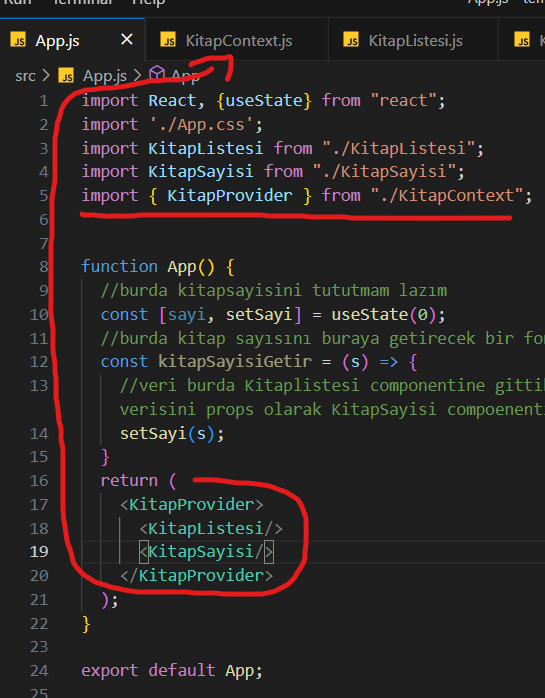 Run Terminal Help App.js
JS App.js × JS KitapContext.js JS KitapListesi.js JS
src > JS App.js > App
1 import React, {useState} from "react";
2 import './App.css';
3 import KitapListesi from "./KitapListesi";
4 import KitapSayisi from "./KitapSayisi";
5 import { KitapProvider } from "./KitapContext";
6
7
8 function App() {
9 //burda kitapsayisini tututmam lazım
10 const [sayi, setSayi] = useState(0);
11 //burda kitap sayısını buraya getirecek bir
12 const kitapSayisiGetir = (s) => {
13 //veri burda Kitaplistesi componentine
verisini props olarak KitapSayisi
14 setSayi(s);
15 }
16 return (
17 <KitapProvider>
18 <KitapListesi/>
19 <KitapSayisi/>
20 </KitapProvider>
21 );
22 }
23
24 export default App;
25